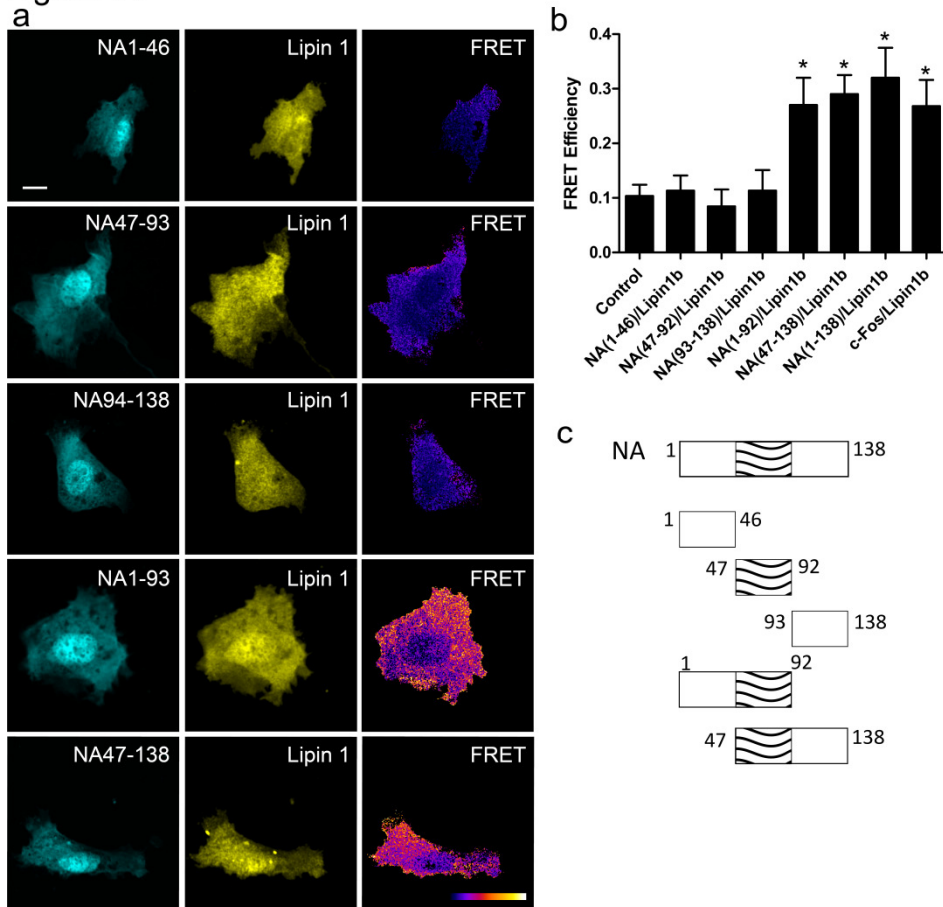 a
NA1-46 Lipin 1 FRET
NA47-93 Lipin 1 FRET
NA94-138 Lipin 1 FRET
NA1-93 Lipin 1 FRET
NA47-138 Lipin 1 FRET
b
FRET Efficiency
0.4
0.3
0.2
0.1
0.0
* * * *
Control
NA(1-46)/Lipin1b
NA(47-92)/Lipin1b
NA(93-138)/Lipin1b
NA(1-92)/Lipin1b
NA(47-138)/Lipin1b
NA(1-138)/Lipin1b
c-Fos/Lipin1b
c
NA 1 138
1 46
47 92
93 138
1 92
47 138